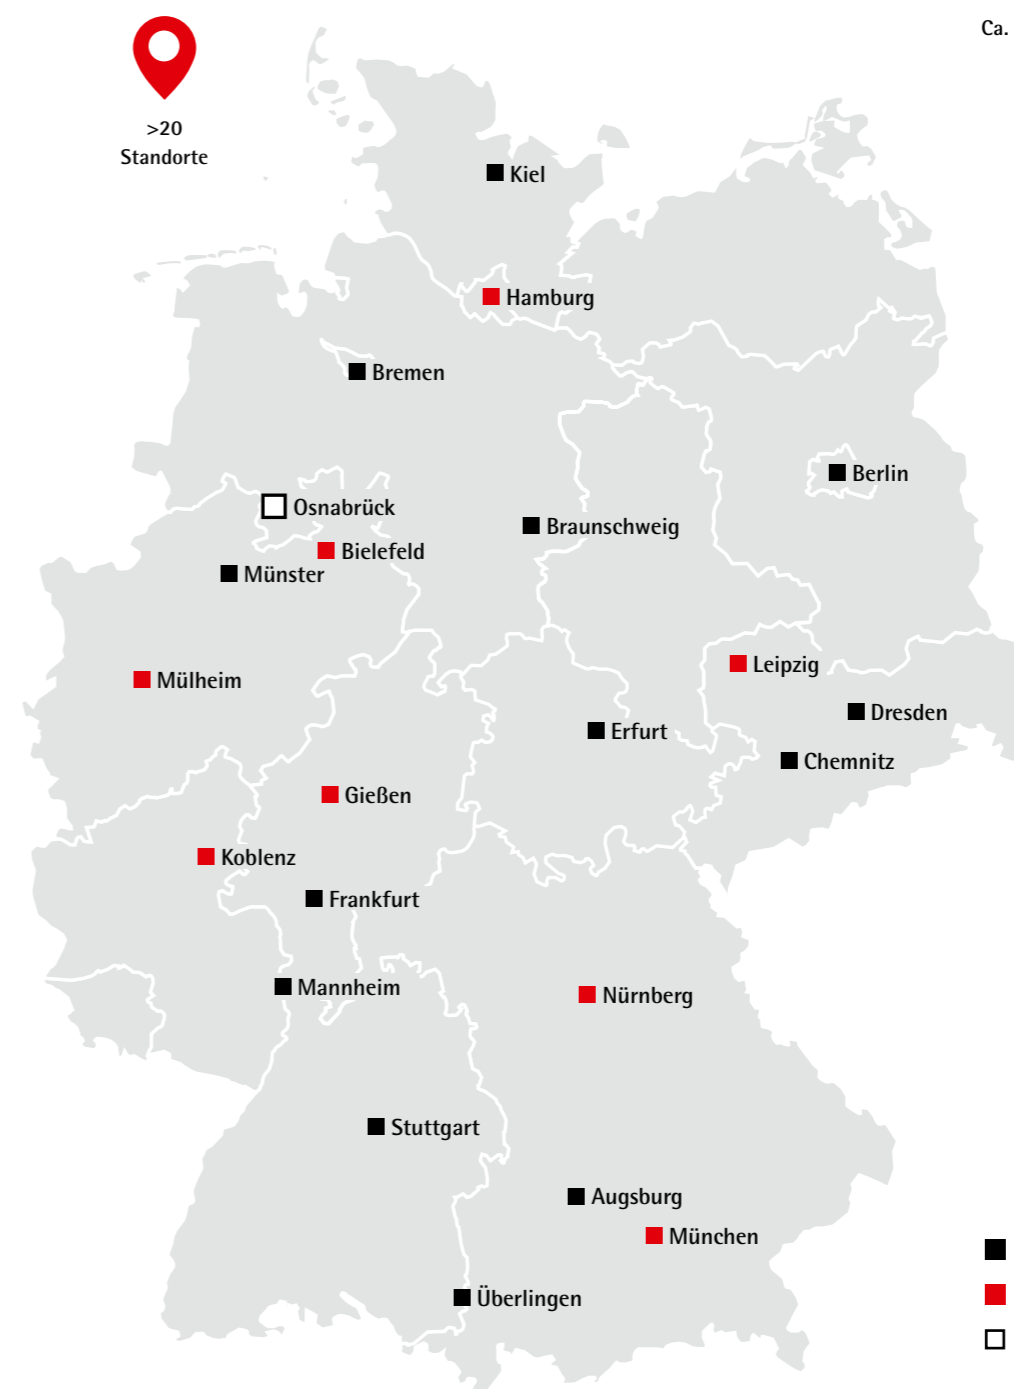 Ca.
>20
Standorte
Kiel
Hamburg
Bremen
Berlin
Osnabrück
Braunschweig
Bielefeld
Münster
Leipzig
Mülheim
Dresden
Erfurt
Chemnitz
Gießen
Koblenz
Frankfurt
Mannheim
Nürnberg
Stuttgart
Augsburg
München
Überlingen